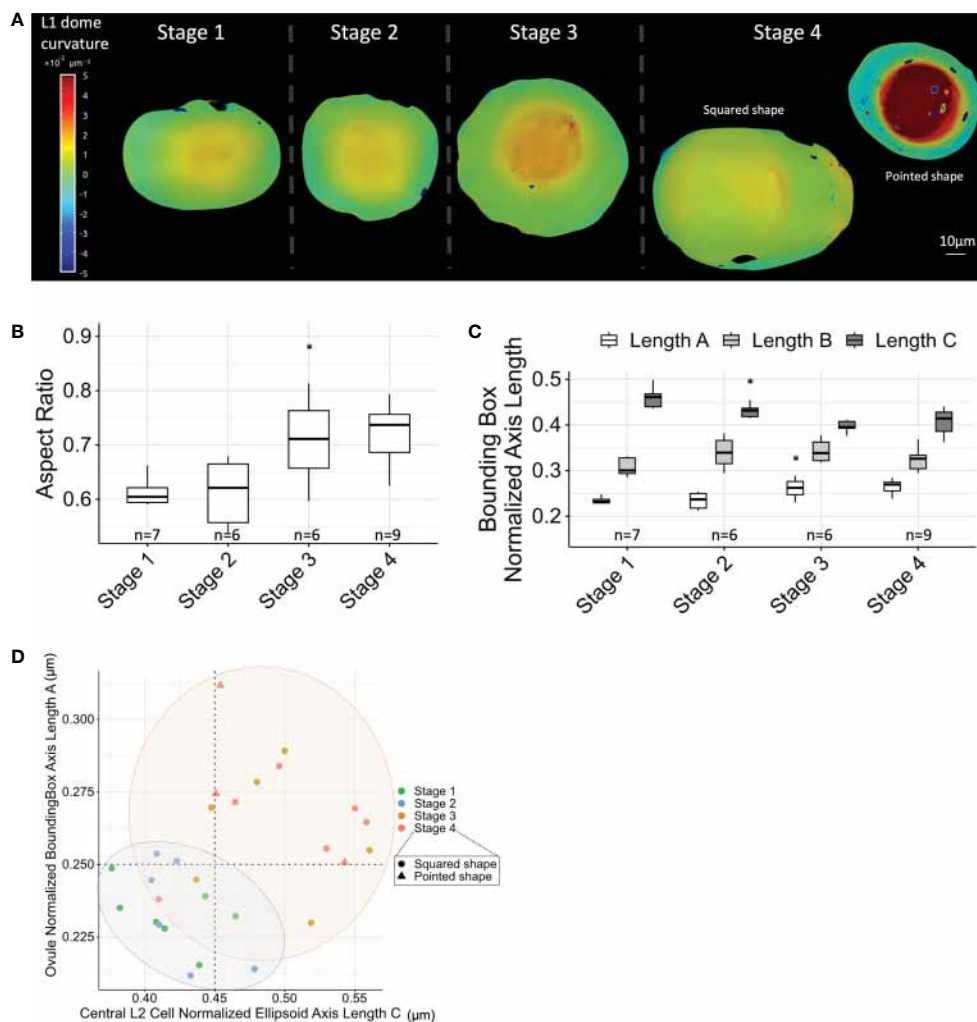 A
L1 dome
curvature
×10⁻² µm⁻¹
Stage 1
Stage 2
Stage 3
Stage 4
5
4
3
2
1
0
-1
-2
-3
-4
-5
Squared shape
Pointed shape
10µm
B
Aspect Ratio
0.9
0.8
0.7
0.6
*
n=7
n=6
n=6
n=9
Stage 1
Stage 2
Stage 3
Stage 4
C
Length A
Length B
Length C
Bounding Box
Normalized Axis Length
0.5
0.4
0.3
0.2
*
*
n=7
n=6
n=6
n=9
Stage 1
Stage 2
Stage 3
Stage 4
D
Ovule Normalized BoundingBox Axis Length A (µm)
0.300
0.275
0.250
0.225
0.40
0.45
0.50
0.55
Central L2 Cell Normalized Ellipsoid Axis Length C (µm)
Stage 1
Stage 2
Stage 3
Stage 4
Squared shape
Pointed shape